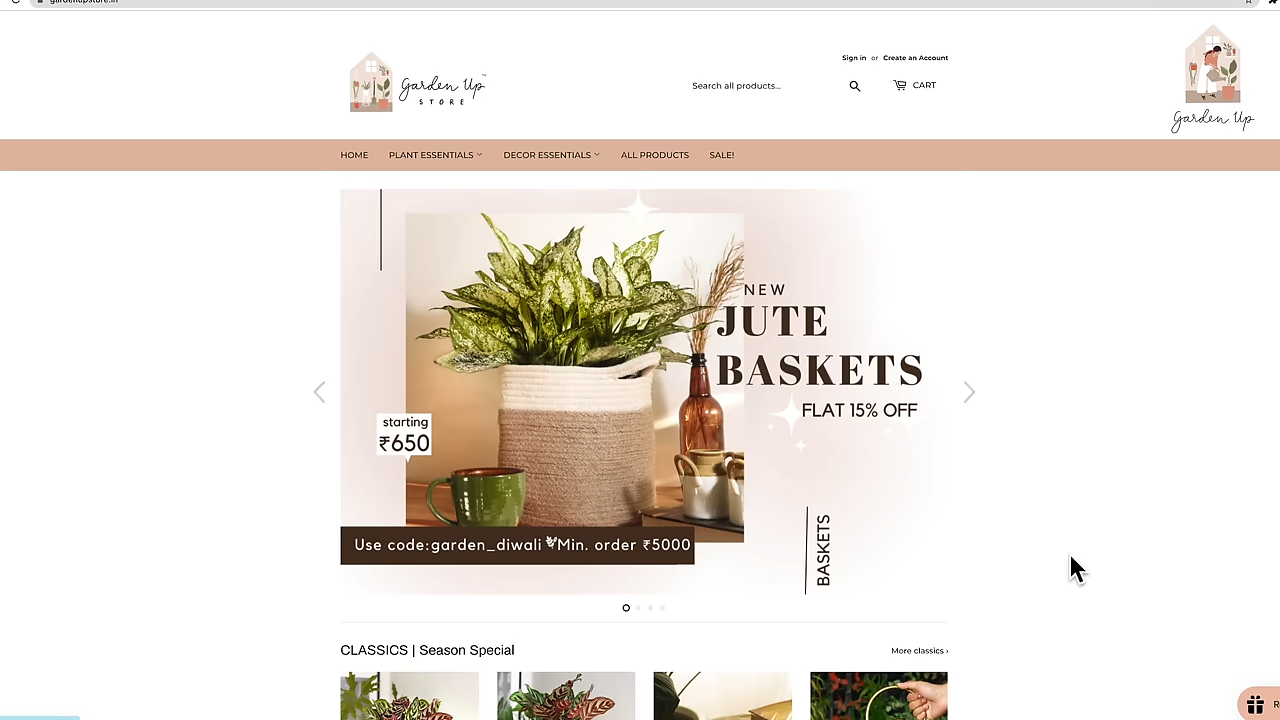 gardenupstore.in
Sign in or Create an Account
garden up
STORE
Search all products...
CART
garden up
HOME
PLANT ESSENTIALS
DECOR ESSENTIALS
ALL PRODUCTS
SALE!
NEW
JUTE
BASKETS
FLAT 15% OFF
starting
₹650
Use code:garden_diwali Min. order ₹5000
BASKETS
CLASSICS | Season Special
More classics ›
R